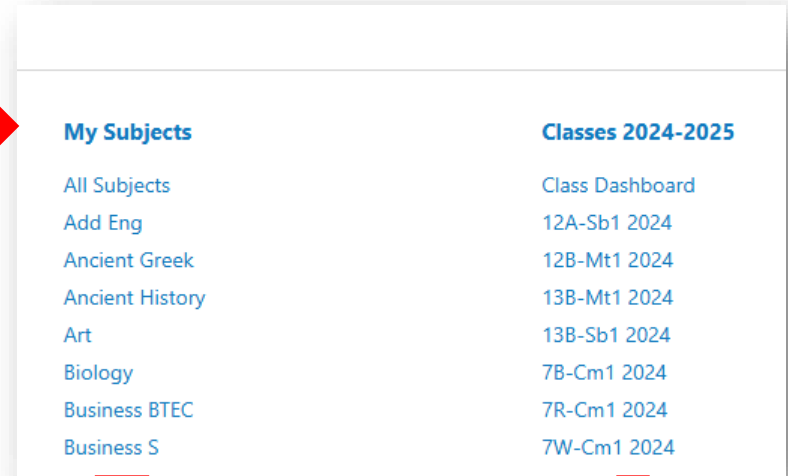 My Subjects
All Subjects
Add Eng
Ancient Greek
Ancient History
Art
Biology
Business BTEC
Business S
Classes 2024-2025
Class Dashboard
12A-Sb1 2024
12B-Mt1 2024
13B-Mt1 2024
13B-Sb1 2024
7B-Cm1 2024
7R-Cm1 2024
7W-Cm1 2024